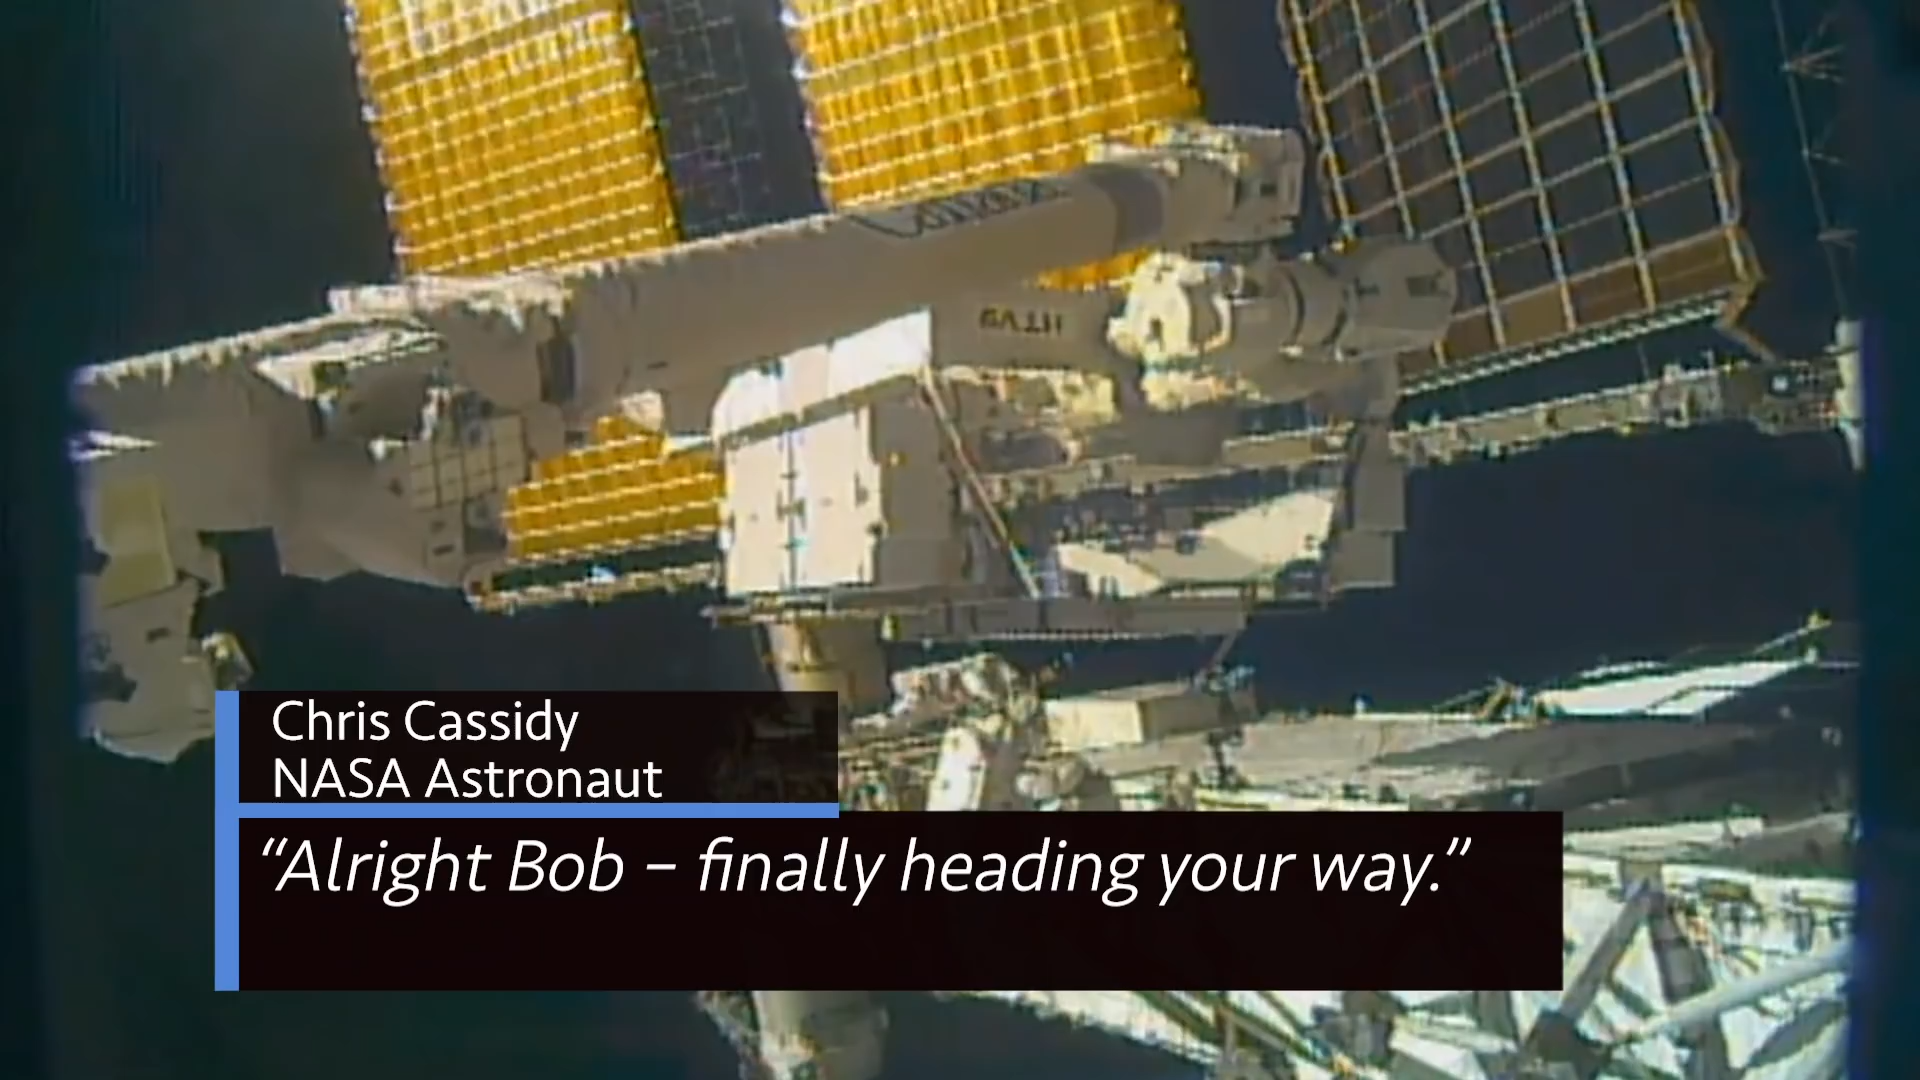 Chris Cassidy
NASA Astronaut
“Alright Bob – finally heading your way.”